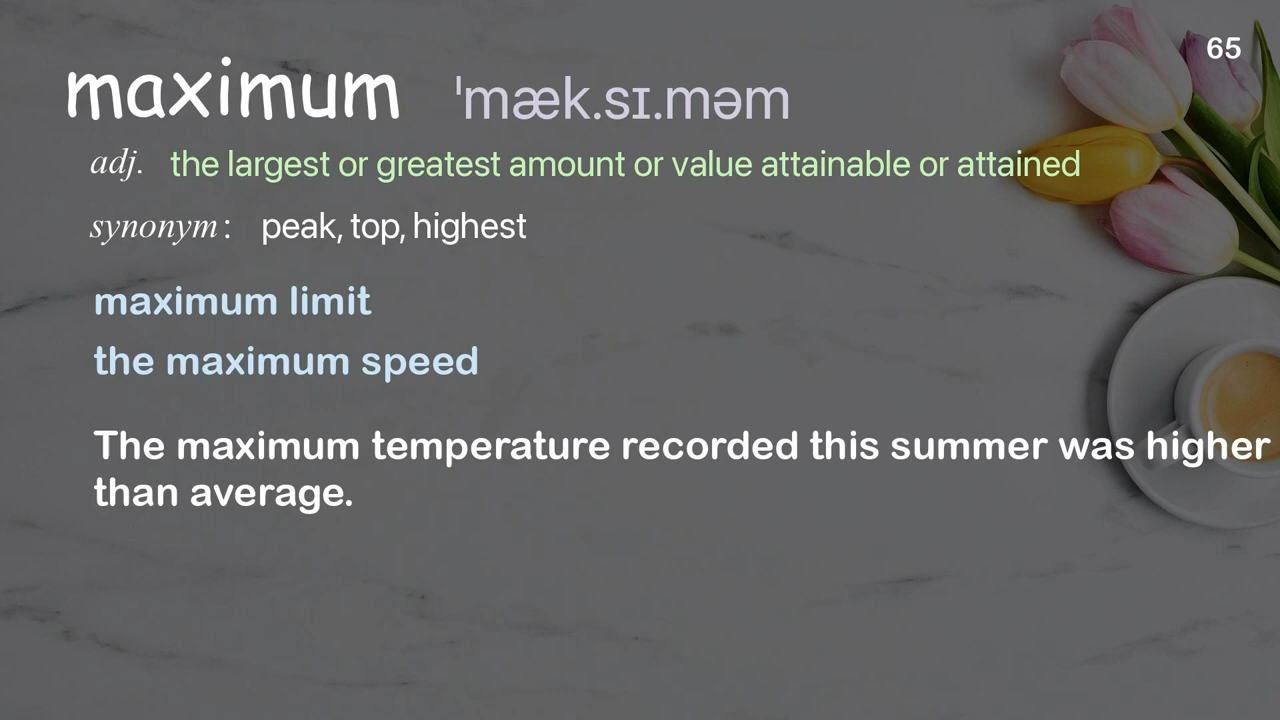 65
maximum ˈmæk.sɪ.məm
adj. the largest or greatest amount or value attainable or attained
synonym: peak, top, highest
maximum limit
the maximum speed
The maximum temperature recorded this summer was higher
than average.